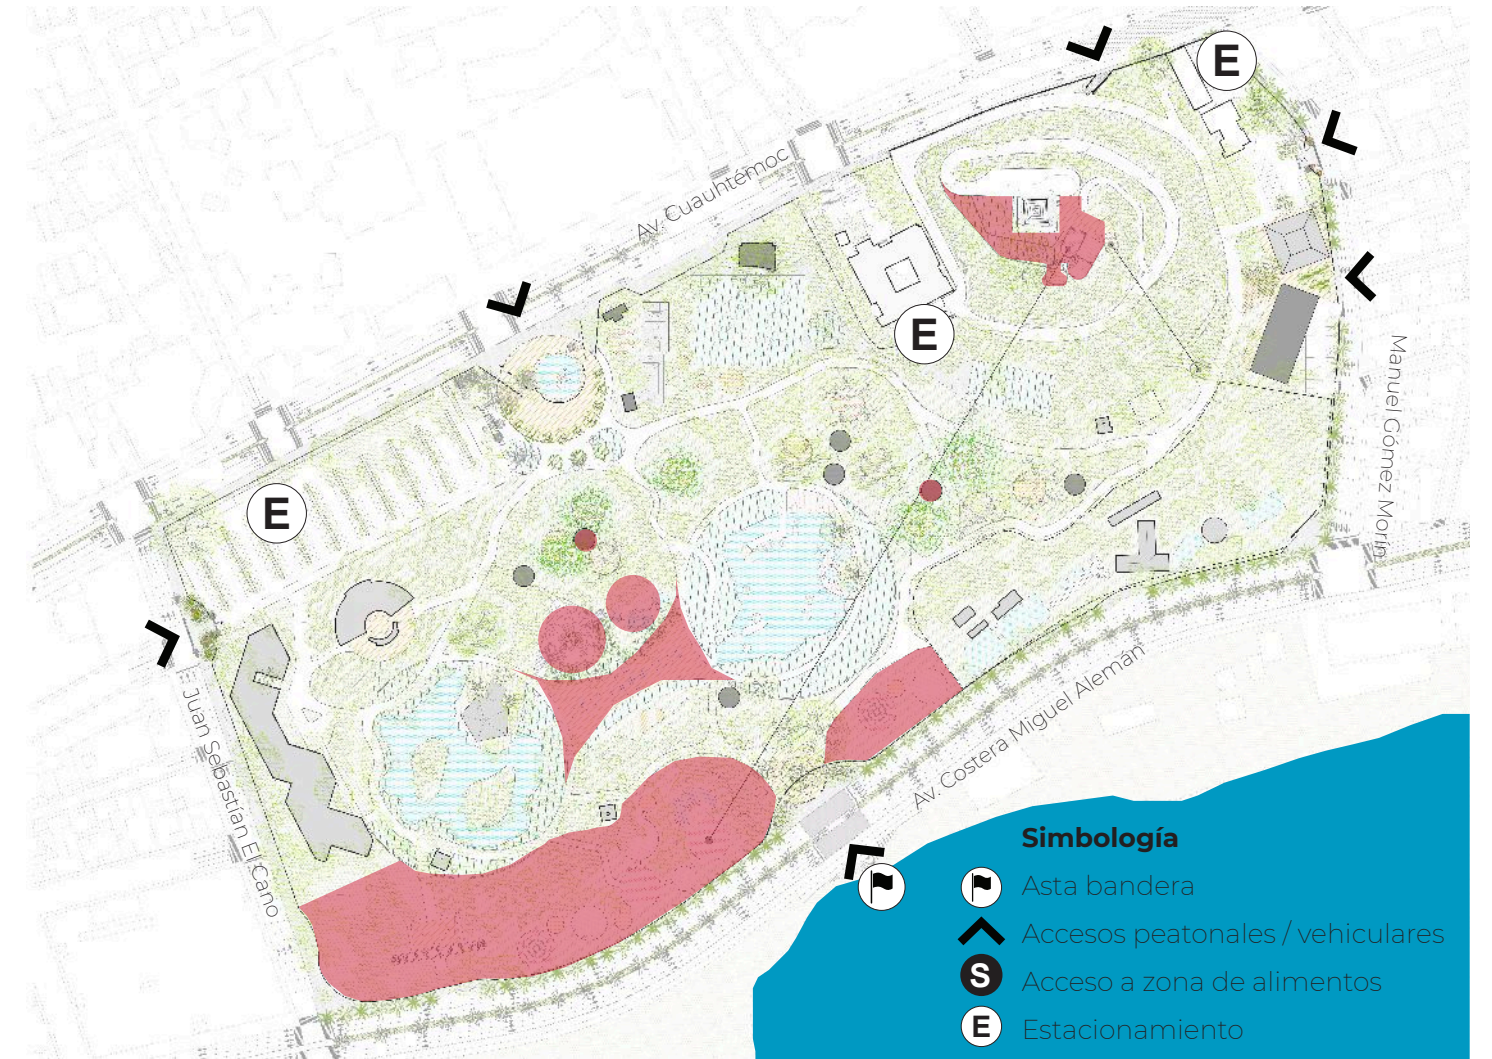 E
Av. Cuauhtémoc
E
E
Manuel Gómez Morín
Juan Sebastían El Cano
Av. Costera Miguel Alemán
Simbología
Asta bandera
Accesos peatonales / vehiculares
S Acceso a zona de alimentos
E Estacionamiento